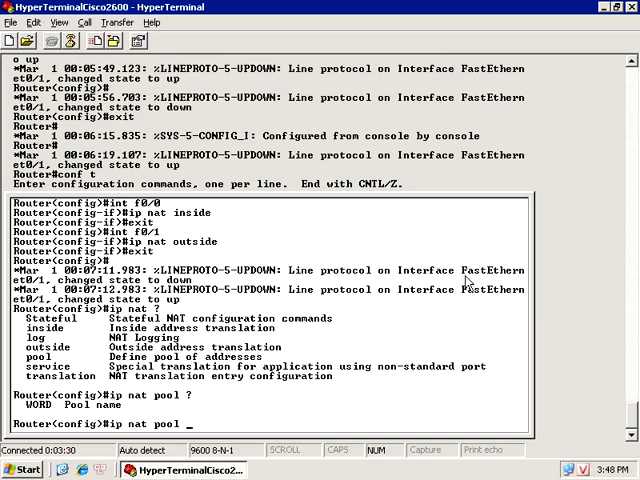 HyperTerminalCisco2600 - HyperTerminal
File Edit View Call Transfer Help
o up
*Mar  1 00:05:49.123: %LINEPROTO-5-UPDOWN: Line protocol on Interface FastEthern
et0/1, changed state to up
Router(config)#
*Mar  1 00:05:56.703: %LINEPROTO-5-UPDOWN: Line protocol on Interface FastEthern
et0/1, changed state to down
Router(config)#exit
Router#
*Mar  1 00:06:15.835: %SYS-5-CONFIG_I: Configured from console by console
Router#
*Mar  1 00:06:19.107: %LINEPROTO-5-UPDOWN: Line protocol on Interface FastEthern
et0/1, changed state to up
Router#conf t
Enter configuration commands, one per line.  End with CNTL/Z.
Router(config)#int f0/0
Router(config-if)#ip nat inside
Router(config-if)#exit
Router(config)#int f0/1
Router(config-if)#ip nat outside
Router(config-if)#exit
Router(config)#
*Mar  1 00:07:11.983: %LINEPROTO-5-UPDOWN: Line protocol on Interface FastEthern
et0/1, changed state to down
*Mar  1 00:07:12.983: %LINEPROTO-5-UPDOWN: Line protocol on Interface FastEthern
et0/1, changed state to up
Router(config)#ip nat ?
Stateful     Stateful NAT configuration commands
inside       Inside address translation
log          NAT Logging
outside      Outside address translation
pool         Define pool of addresses
service      Special translation for application using non-standard port
translation  NAT translation entry configuration
Router(config)#ip nat pool ?
WORD  Pool name
Router(config)#ip nat pool _
Connected 0:03:30 Auto detect 9600 8-N-1 SCROLL CAPS NUM Capture Print echo
Start HyperTerminalCisco2... 3:48 PM